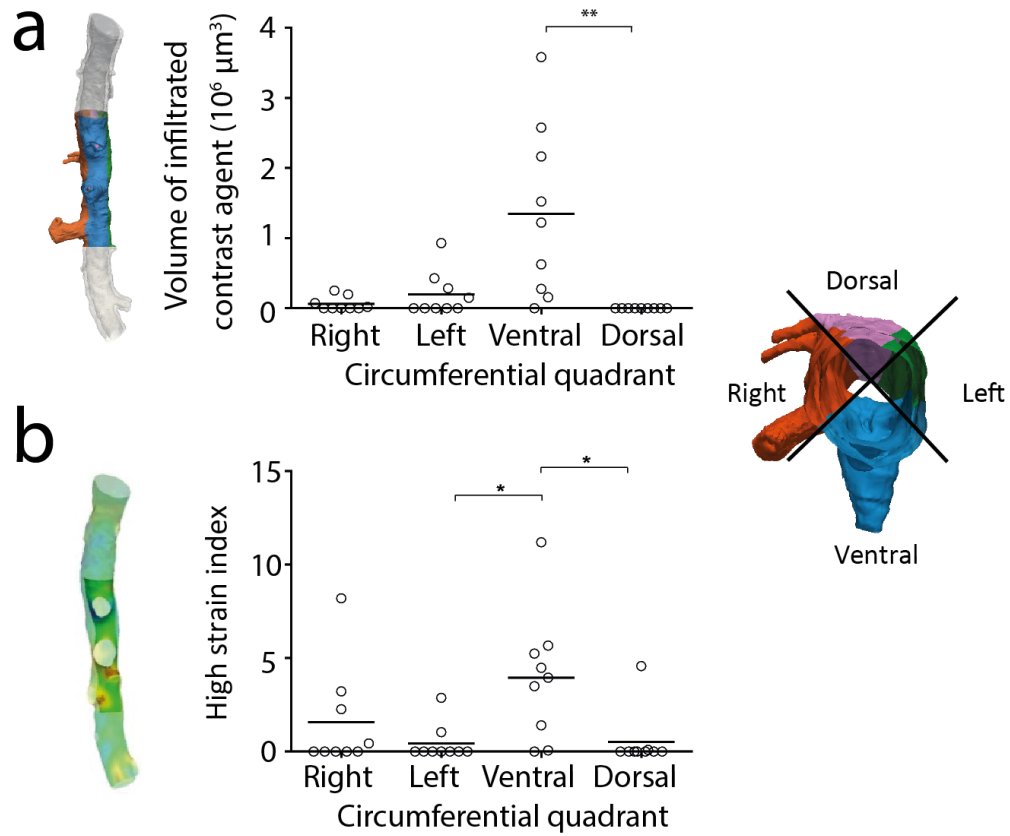 a
Volume of infiltrated
contrast agent (10⁶ µm³)
4
3
2
1
0
**
Right Left Ventral Dorsal
Circumferential quadrant
Dorsal
Right
Left
Ventral
b
High strain index
15
10
5
0
*
*
Right Left Ventral Dorsal
Circumferential quadrant